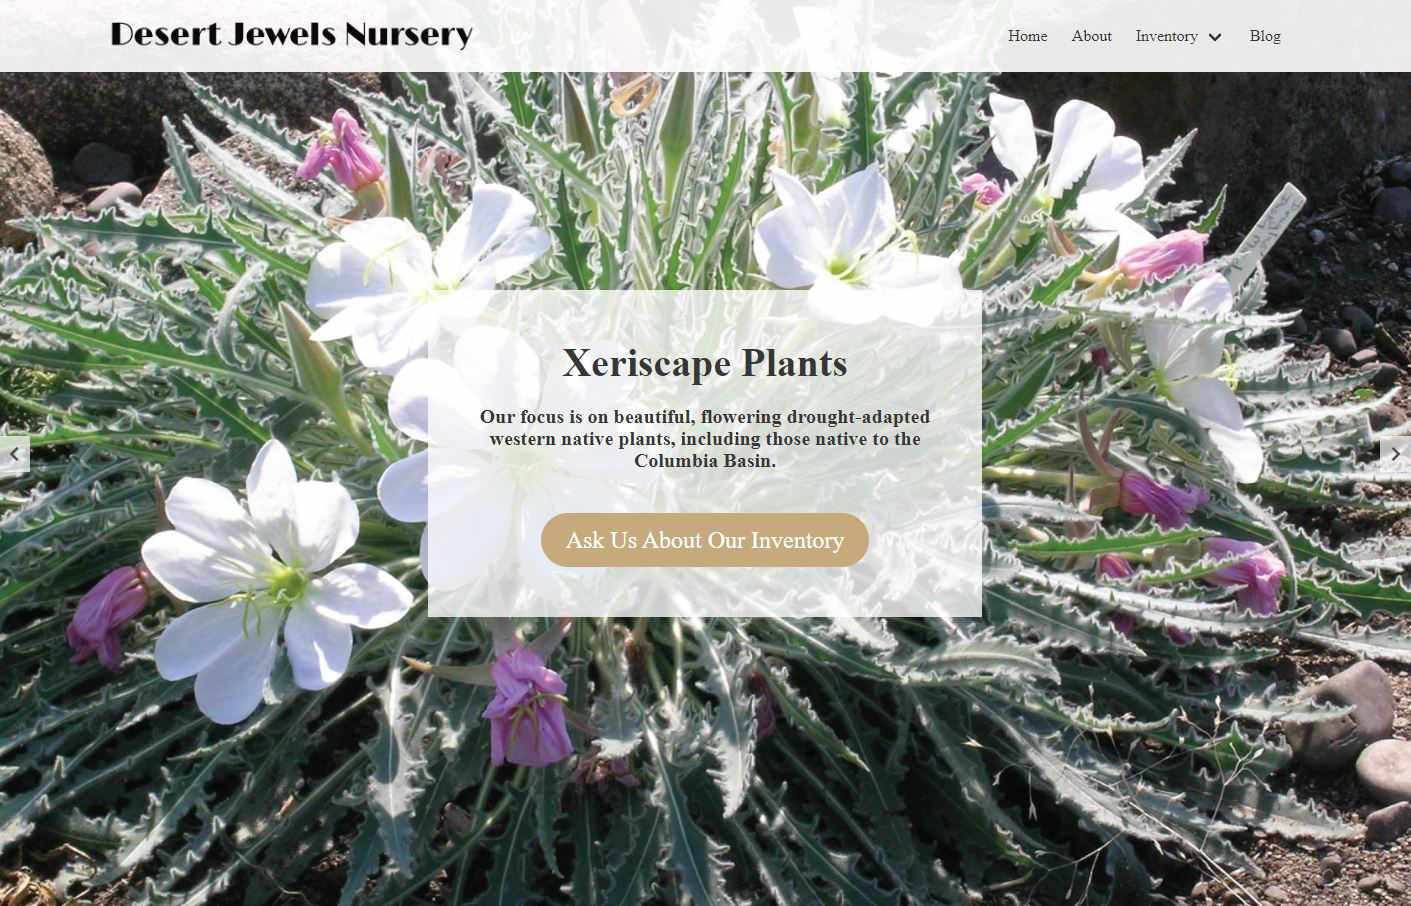 Desert Jewels Nursery
Home About Inventory Blog
Xeriscape Plants
Our focus is on beautiful, flowering drought-adapted
western native plants, including those native to the
Columbia Basin.
Ask Us About Our Inventory